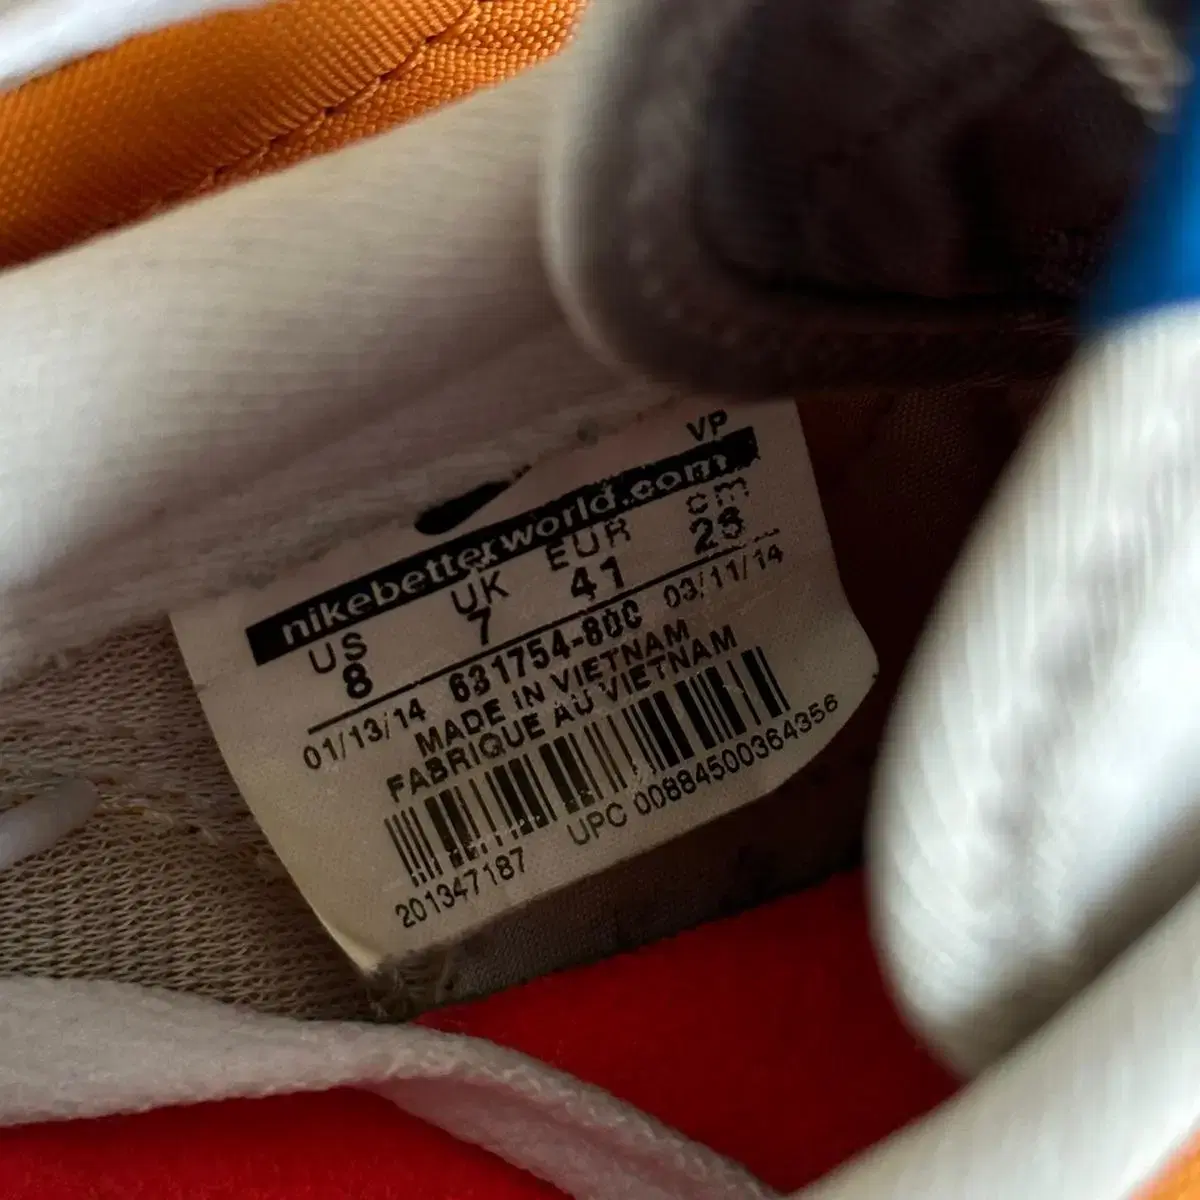 VP
nikebetterworld.com
US UK EUR cm
8 7 41 26
01/13/14 631754-800 03/11/14
MADE IN VIETNAM
FABRIQUE AU VIETNAM
201347187 UPC 00884500364356